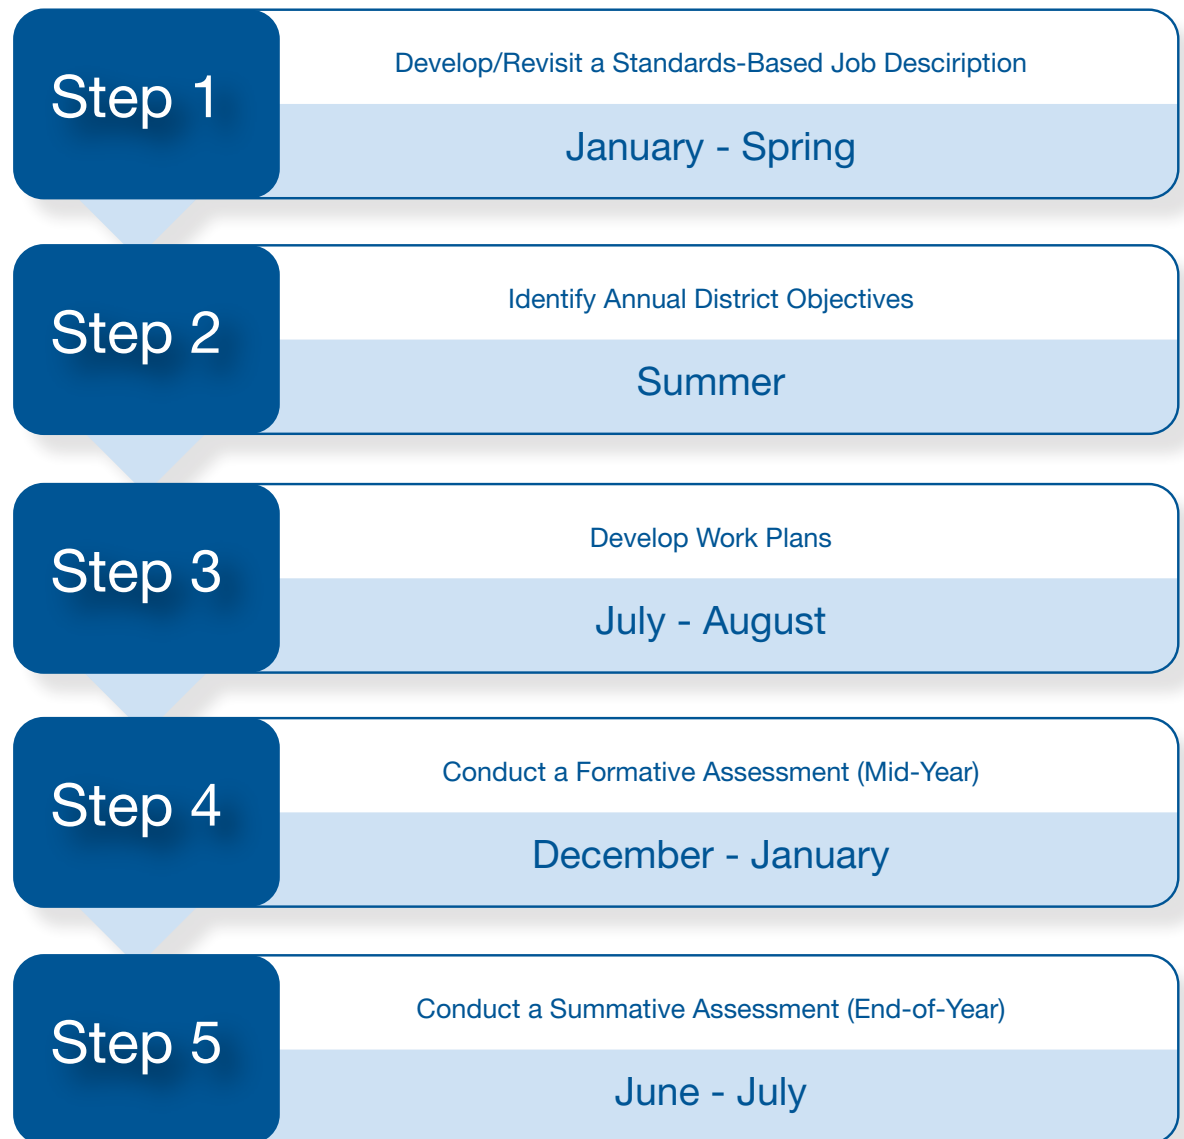 Step 1
Develop/Revisit a Standards-Based Job Desciription
January - Spring
Step 2
Identify Annual District Objectives
Summer
Step 3
Develop Work Plans
July - August
Step 4
Conduct a Formative Assessment (Mid-Year)
December - January
Step 5
Conduct a Summative Assessment (End-of-Year)
June - July